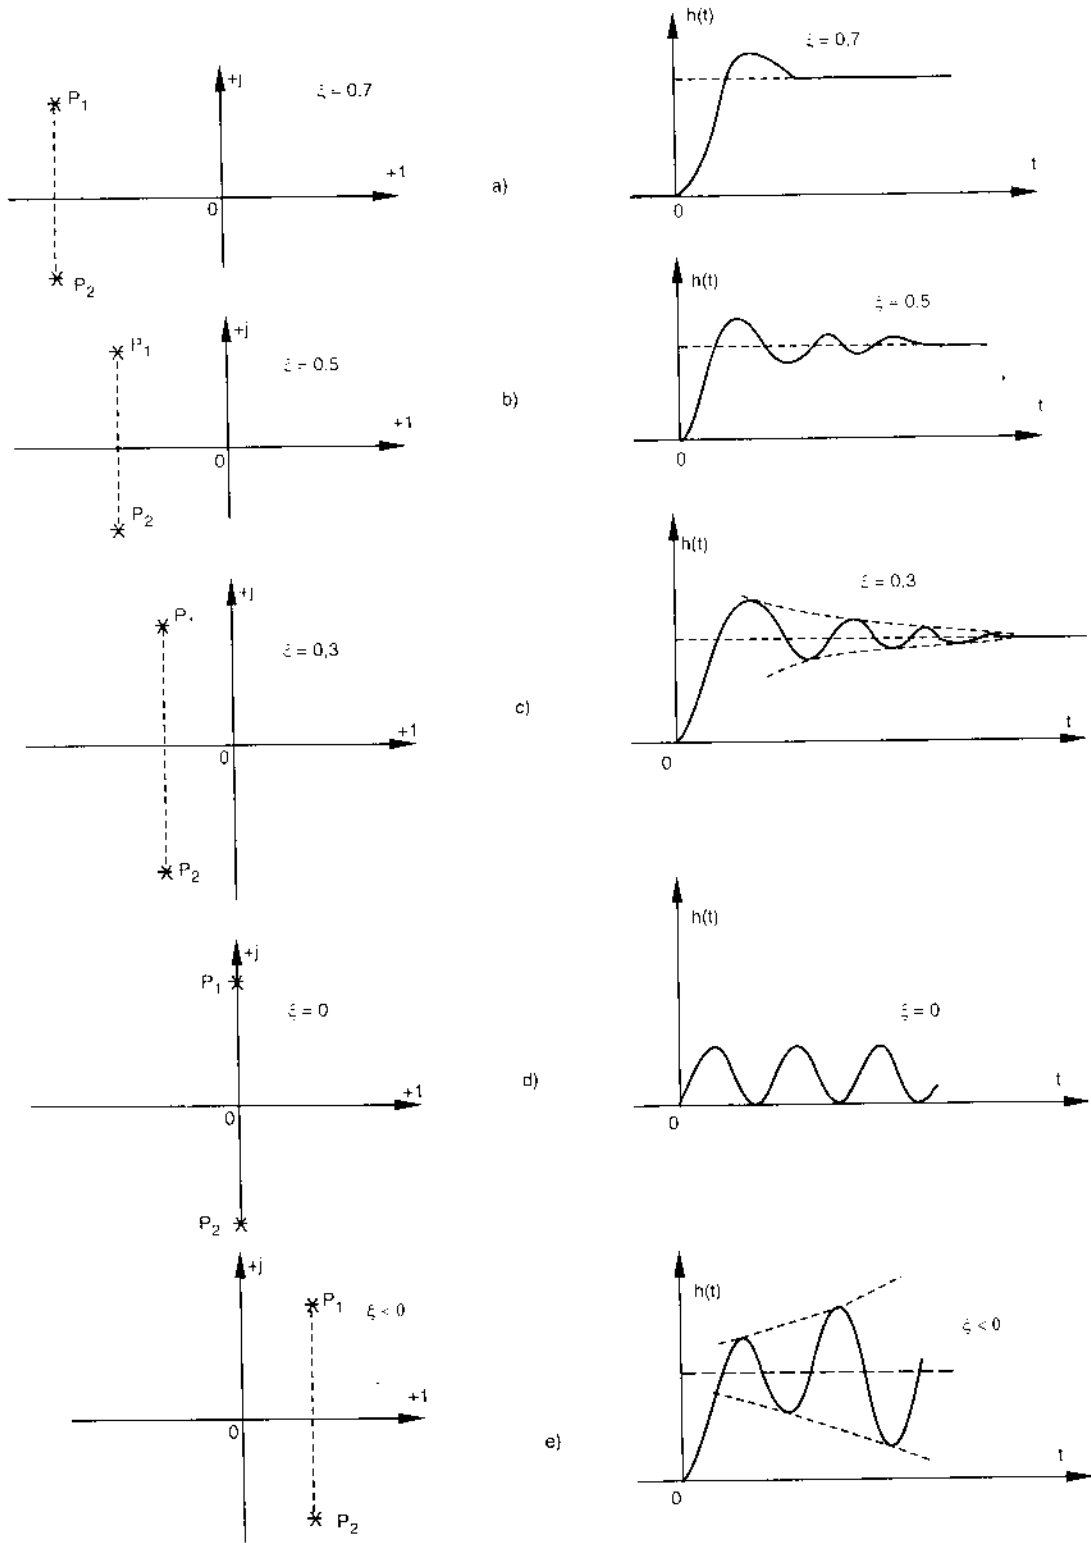 h(t)
ξ = 0.7
+j
ξ = 0.7
P1
+1
a)
t
0
0
P2
h(t)
ξ = 0.5
+j
P1
ξ = 0.5
+1
b)
t
0
0
P2
h(t)
ξ = 0,3
+j
P1
ξ = 0,3
c)
+1
t
0
0
P2
h(t)
+j
P1
ξ = 0
ξ = 0
d)
+1
t
0
0
P2
+j
h(t)
P1
ξ < 0
ξ < 0
+1
0
e)
t
0
P2